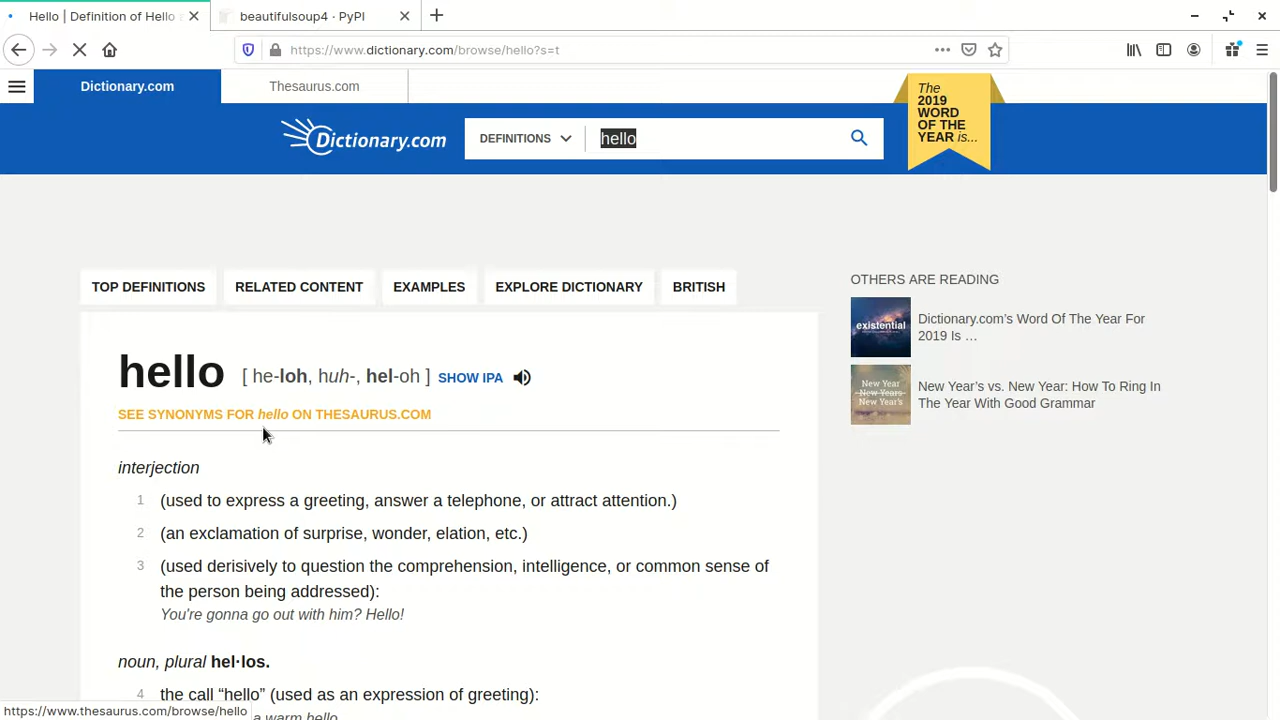 Hello | Definition of Hello
beautifulsoup4 · PyPI
https://www.dictionary.com/browse/hello?s=t
Dictionary.com
Thesaurus.com
Dictionary.com
DEFINITIONS
hello
The
2019
WORD
OF THE
YEAR is...
TOP DEFINITIONS
RELATED CONTENT
EXAMPLES
EXPLORE DICTIONARY
BRITISH
OTHERS ARE READING
existential
Dictionary.com’s Word Of The Year For
2019 Is …
New Year
New Years
New Year's
New Year’s vs. New Year: How To Ring In
The Year With Good Grammar
hello [ he-loh, huh-, hel-oh ] SHOW IPA
SEE SYNONYMS FOR hello ON THESAURUS.COM
interjection
1 (used to express a greeting, answer a telephone, or attract attention.)
2 (an exclamation of surprise, wonder, elation, etc.)
3 (used derisively to question the comprehension, intelligence, or common sense of
the person being addressed):
You're gonna go out with him? Hello!
noun, plural hel·los.
4 the call “hello” (used as an expression of greeting):
a warm hello.
https://www.thesaurus.com/browse/hello